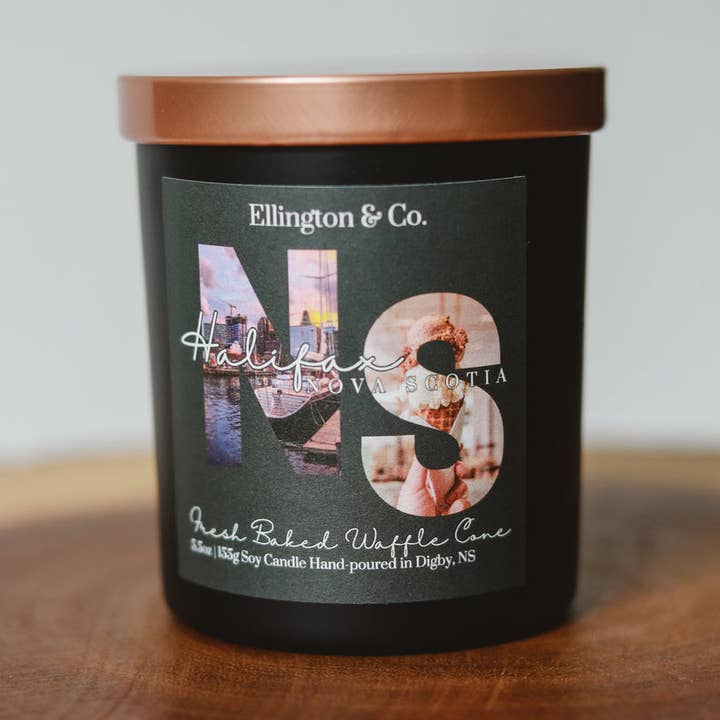 Ellington & Co.
NS
Halifax
NOVA SCOTIA
Fresh Baked Waffle Cone
5.5oz | 155g Soy Candle Hand-poured in Digby, NS